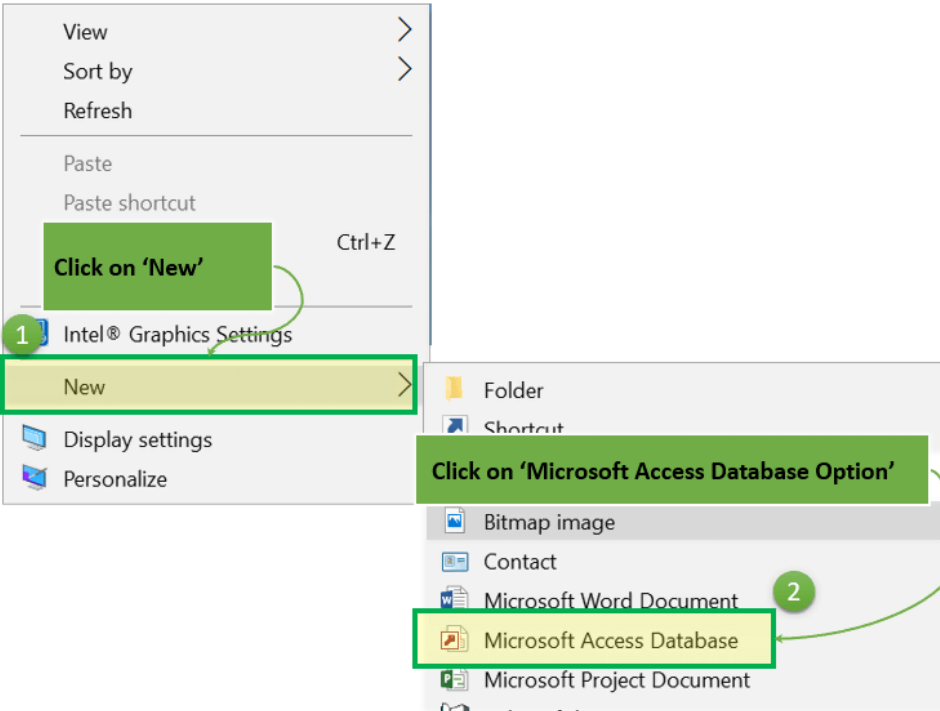 View
Sort by
Refresh
Paste
Paste shortcut
Ctrl+Z
Click on ‘New’
1
Intel® Graphics Settings
New
Display settings
Personalize
Folder
Shortcut
Click on ‘Microsoft Access Database Option’
Bitmap image
Contact
Microsoft Word Document
2
Microsoft Access Database
Microsoft Project Document